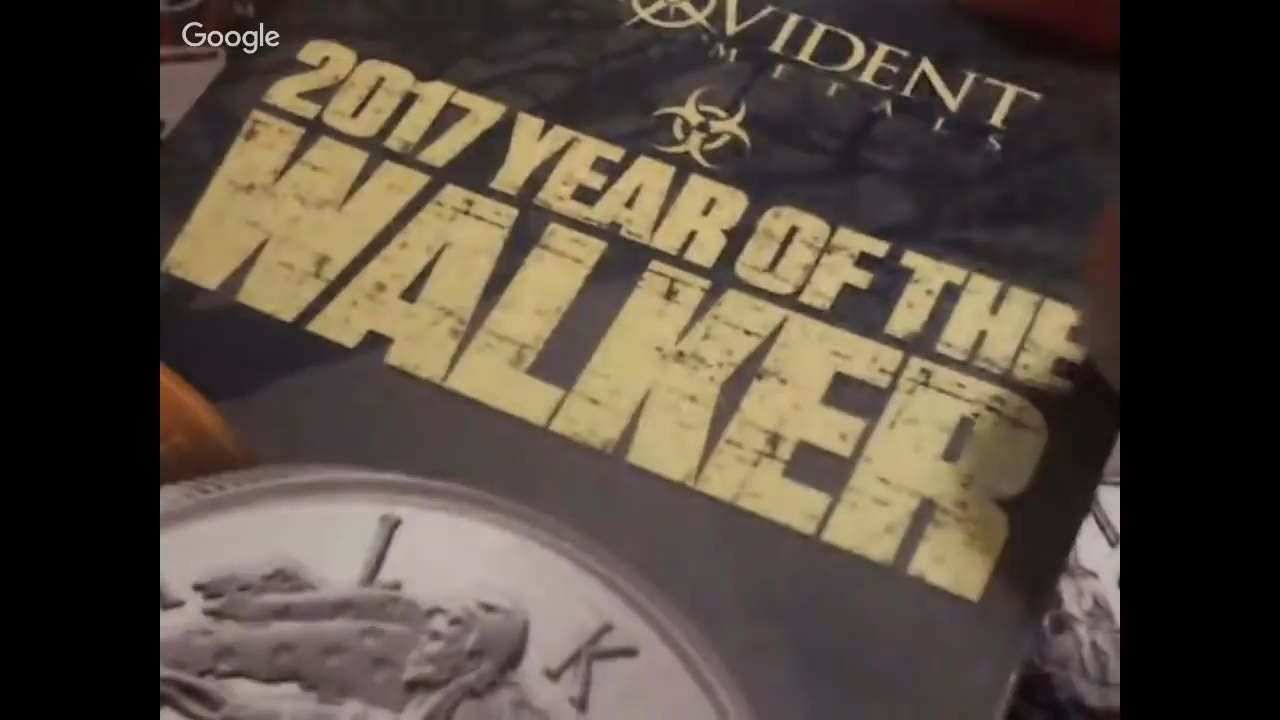 Google
VIDENT
METALS
2017 YEAR OF THE
WALKER
L K